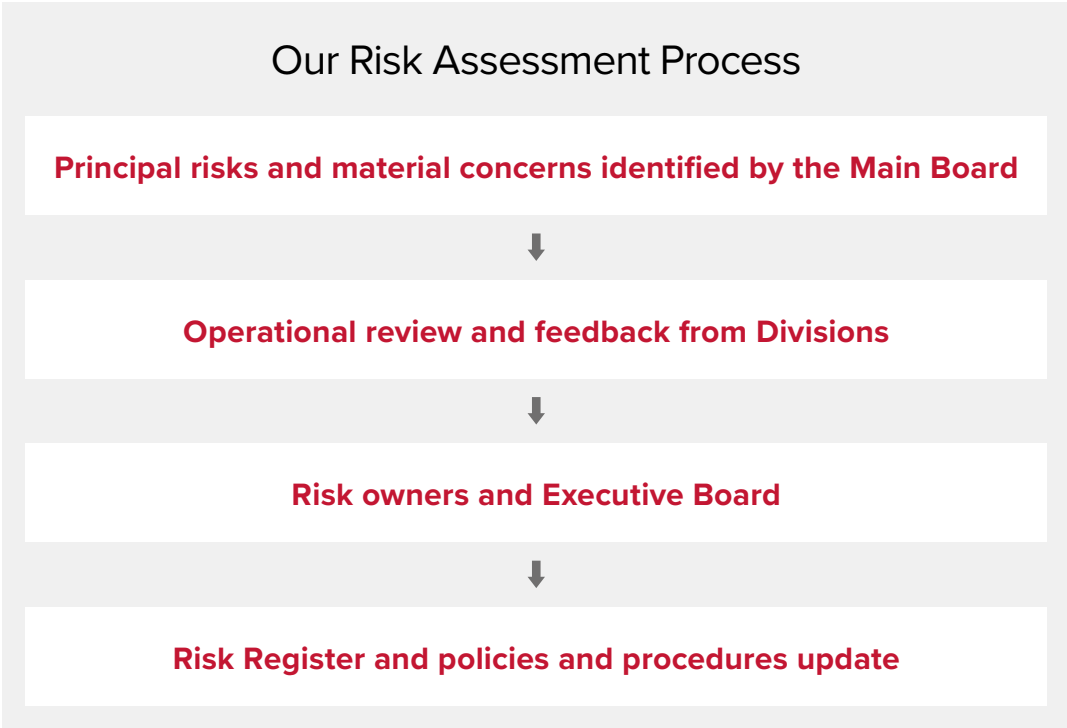 Our Risk Assessment Process
Principal risks and material concerns identified by the Main Board
Operational review and feedback from Divisions
Risk owners and Executive Board
Risk Register and policies and procedures update